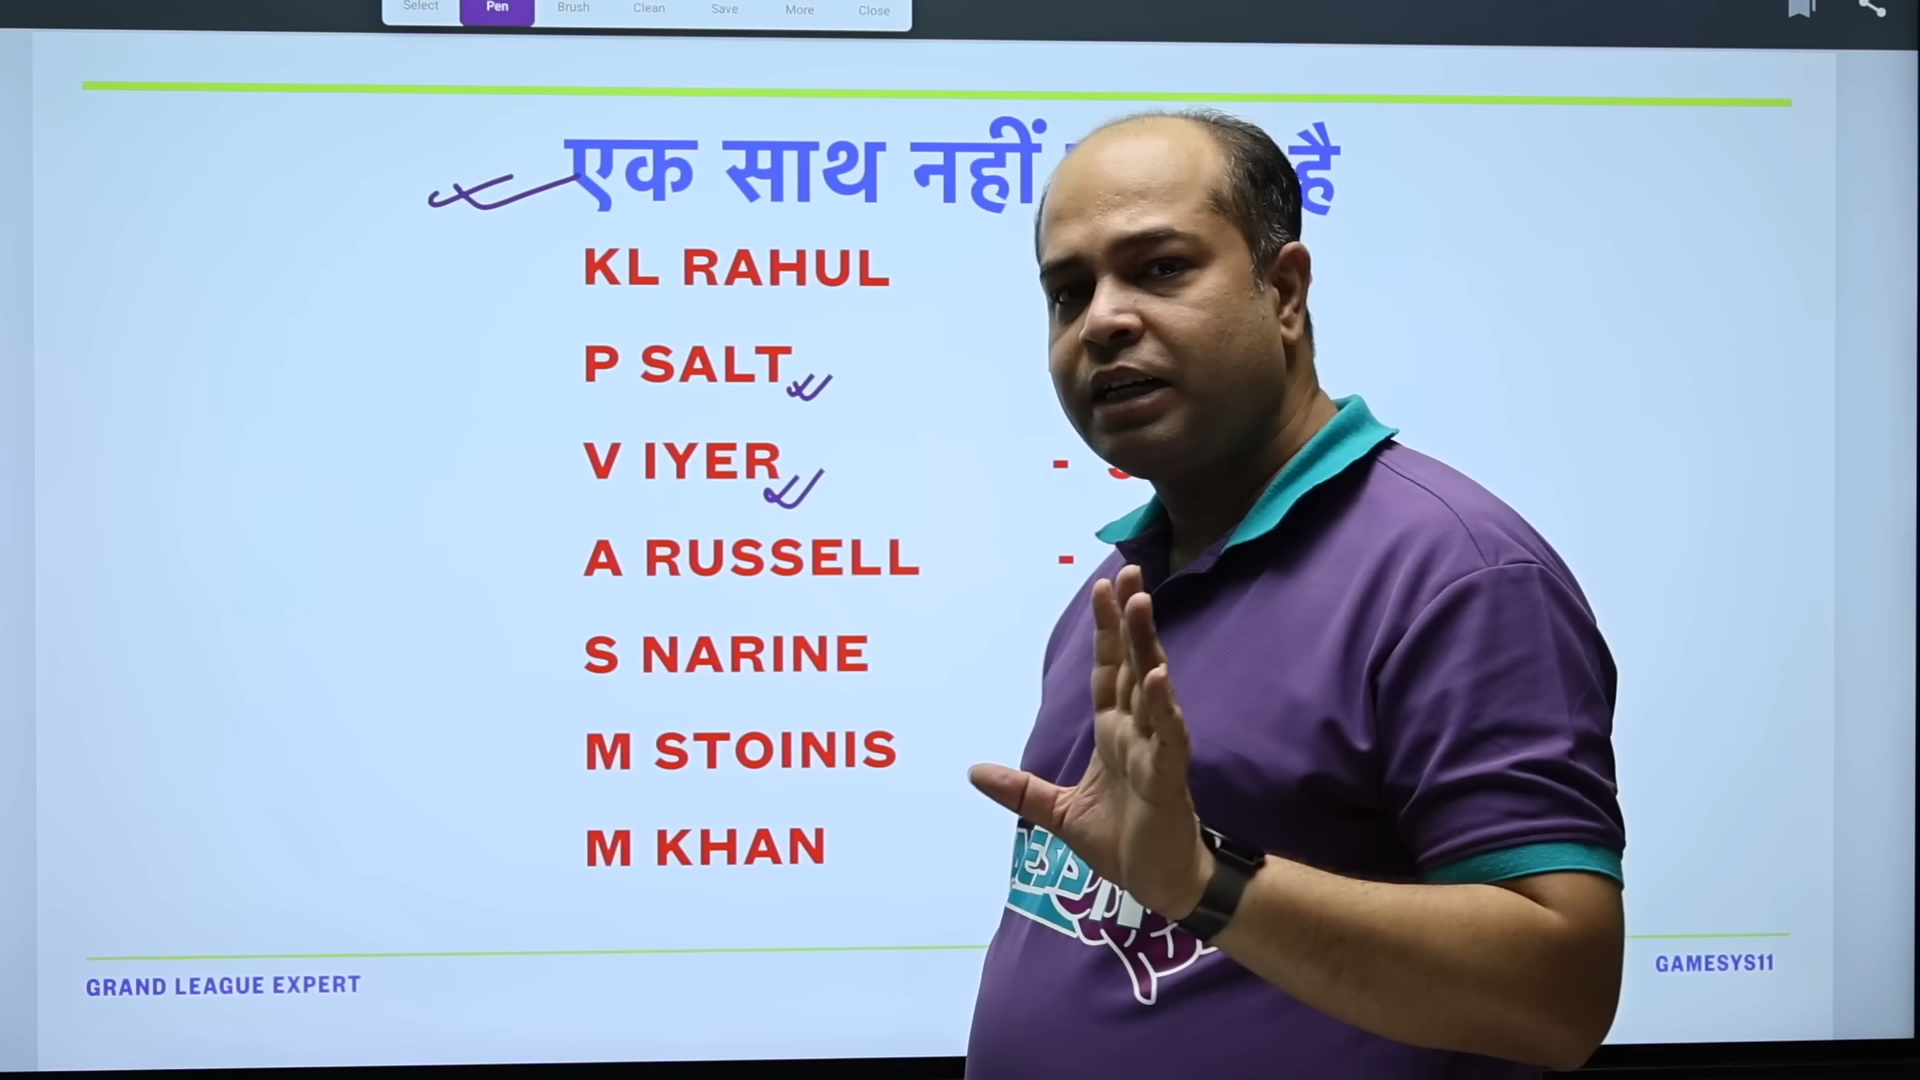 Select Pen Brush Clean Save More Close
एक साथ नहीं है
KL RAHUL
P SALT
V IYER -
A RUSSELL -
S NARINE
M STOINIS
M KHAN
GRAND LEAGUE EXPERT
GAMESYS11